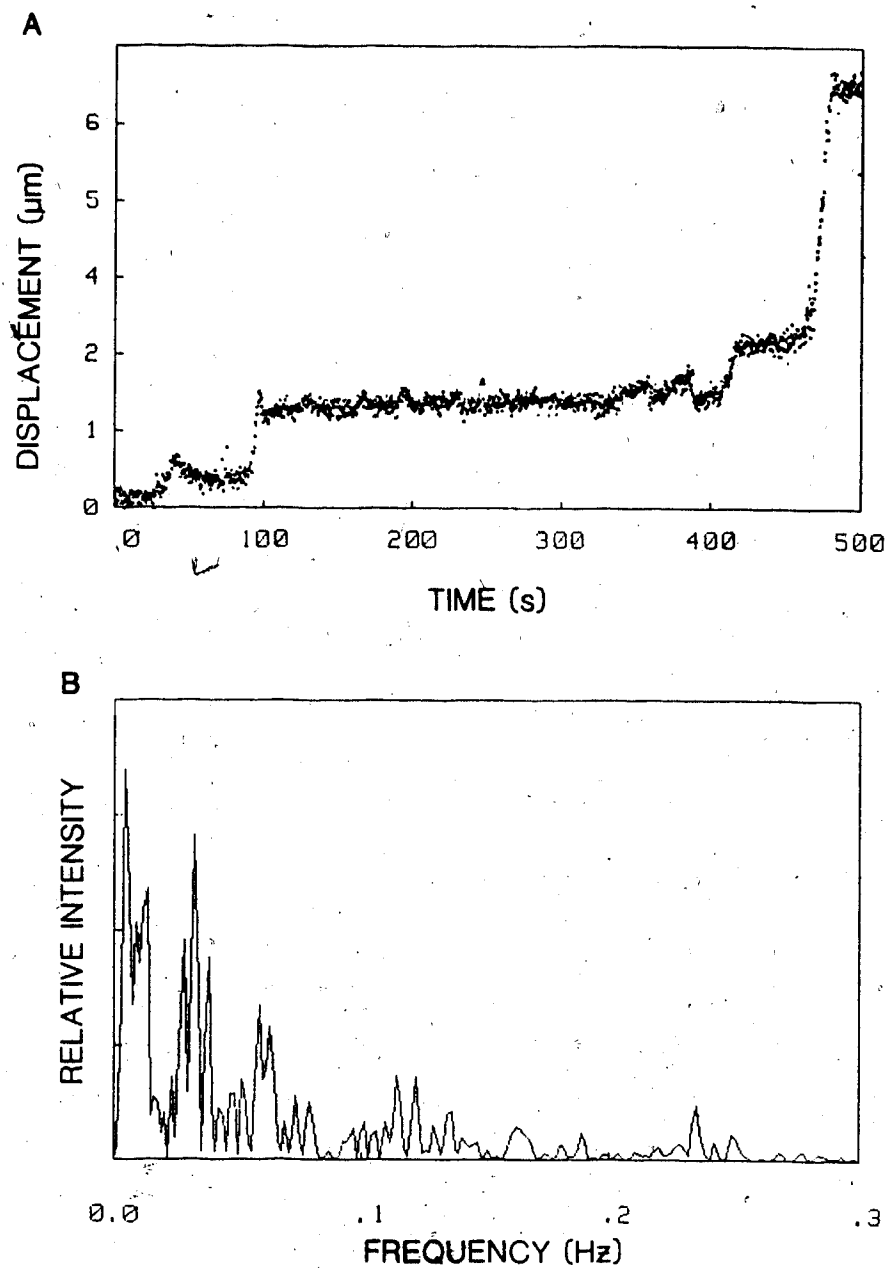 A
DISPLACEMENT (µm)
6
5
4
2
1
0
.0 100 200 300 400 500
TIME (s)
B
RELATIVE INTENSITY
0.0 .1 .2 .3
FREQUENCY (Hz)